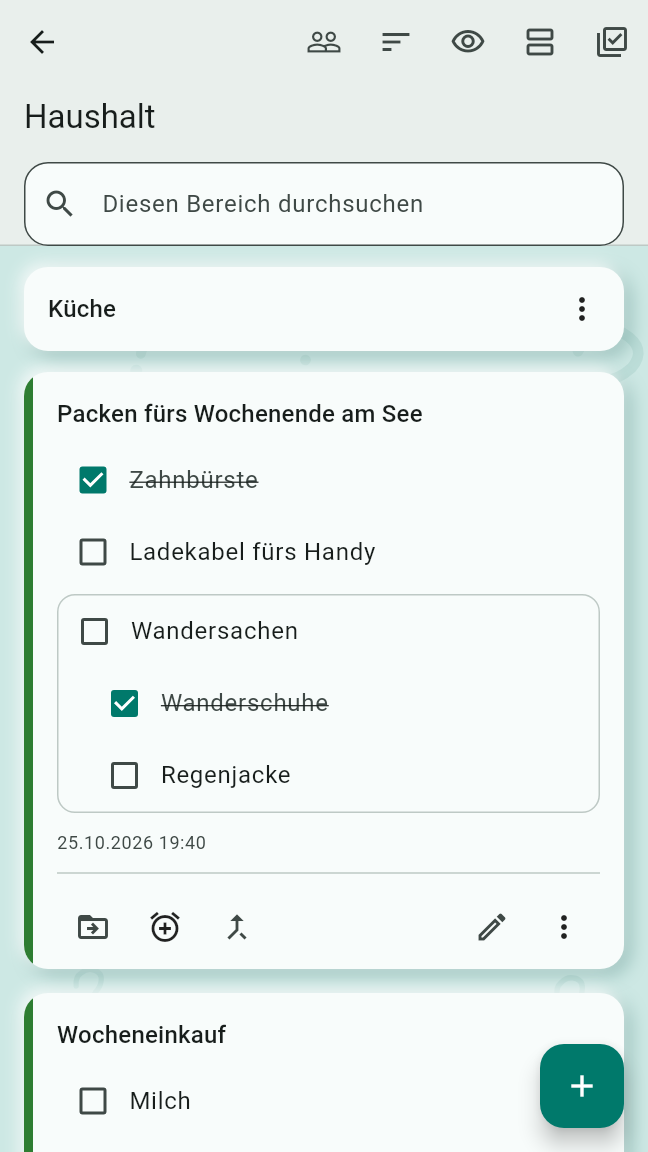 Haushalt
Diesen Bereich durchsuchen
Küche
Packen fürs Wochenende am See
Zahnbürste
Ladekabel fürs Handy
Wandersachen
Wanderschuhe
Regenjacke
25.10.2026 19:40
Wocheneinkauf
Milch